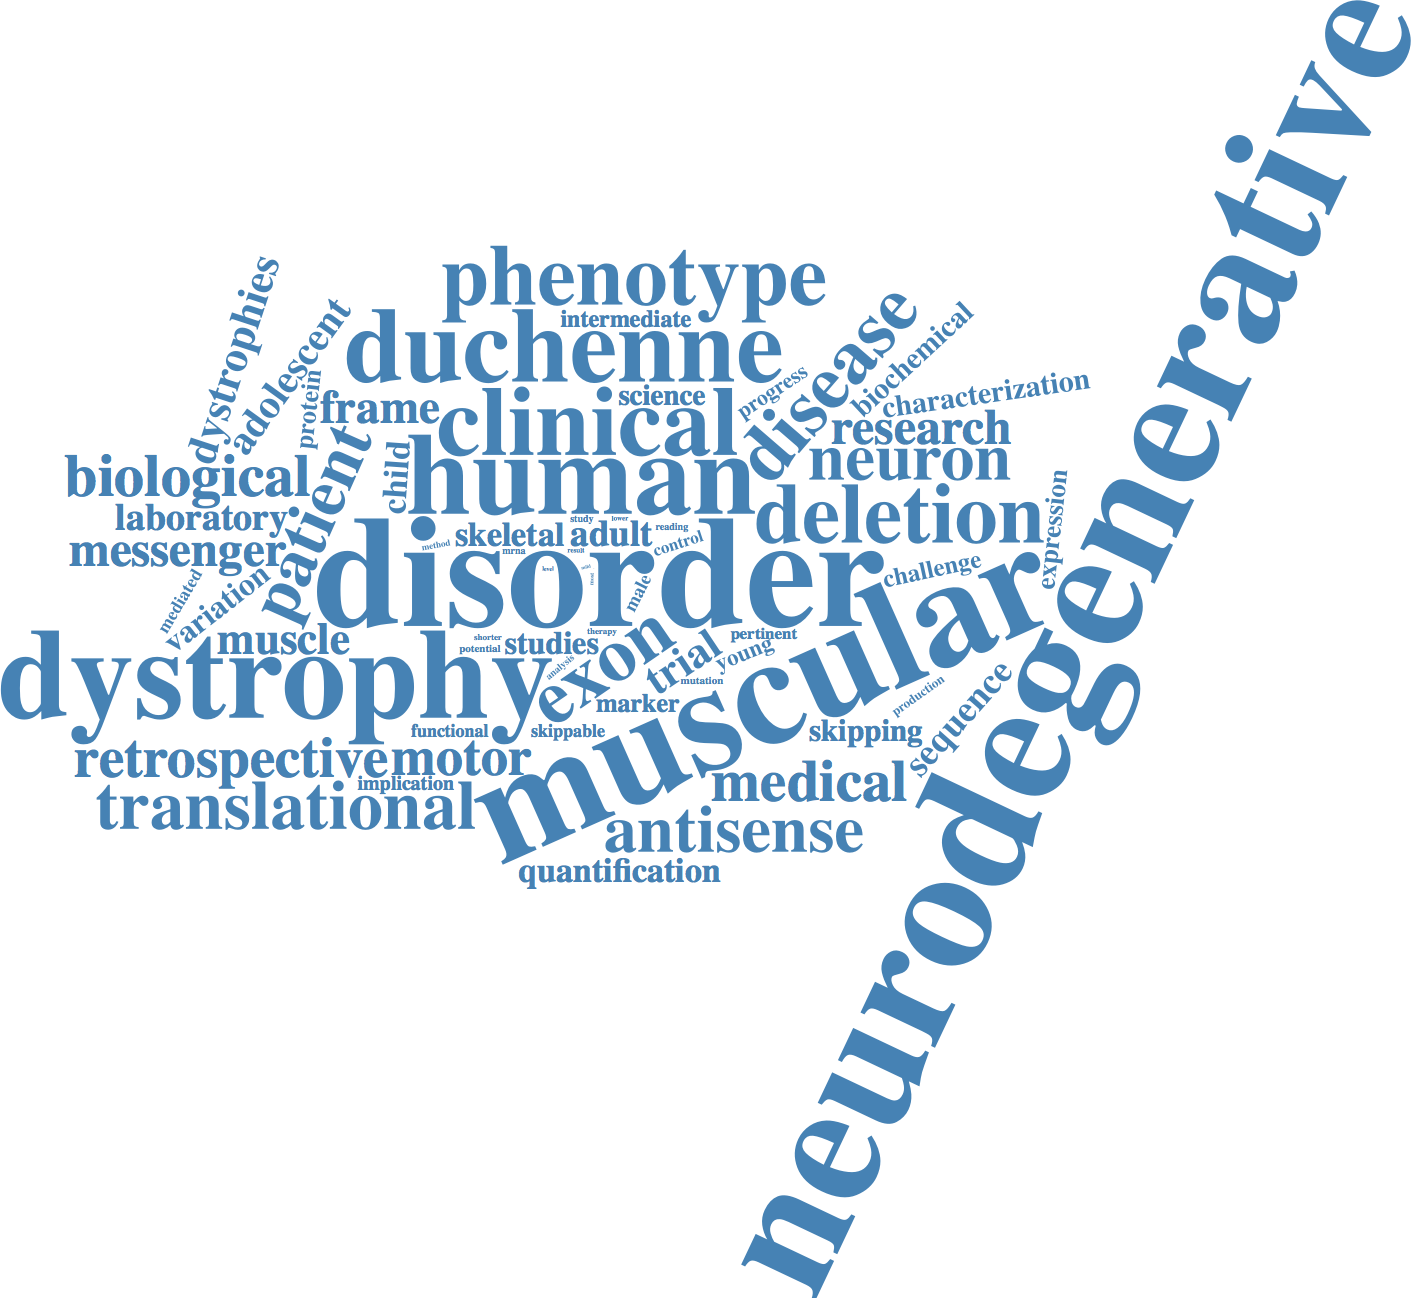 neurodegenerative
phenotype
intermediate
duchenne
dystrophies
adolescent
protein
frame
science
clinical
progress
disease
biochemical
characterization
research
neuron
biological
patient
child
human
laboratory
messenger
deletion
expression
skeletal
study
lower
adult
reading
method
mrna
result
control
disorder
level
wild
most
male
challenge
mediated
variation
muscle
muscular
shorter
potential
studies
therapy
exon
analysis
trial
pertinent
young
mutation
dystrophy
marker
production
sequence
functional
skippable
skipping
retrospective
motor
implication
translational
medical
antisense
quantification